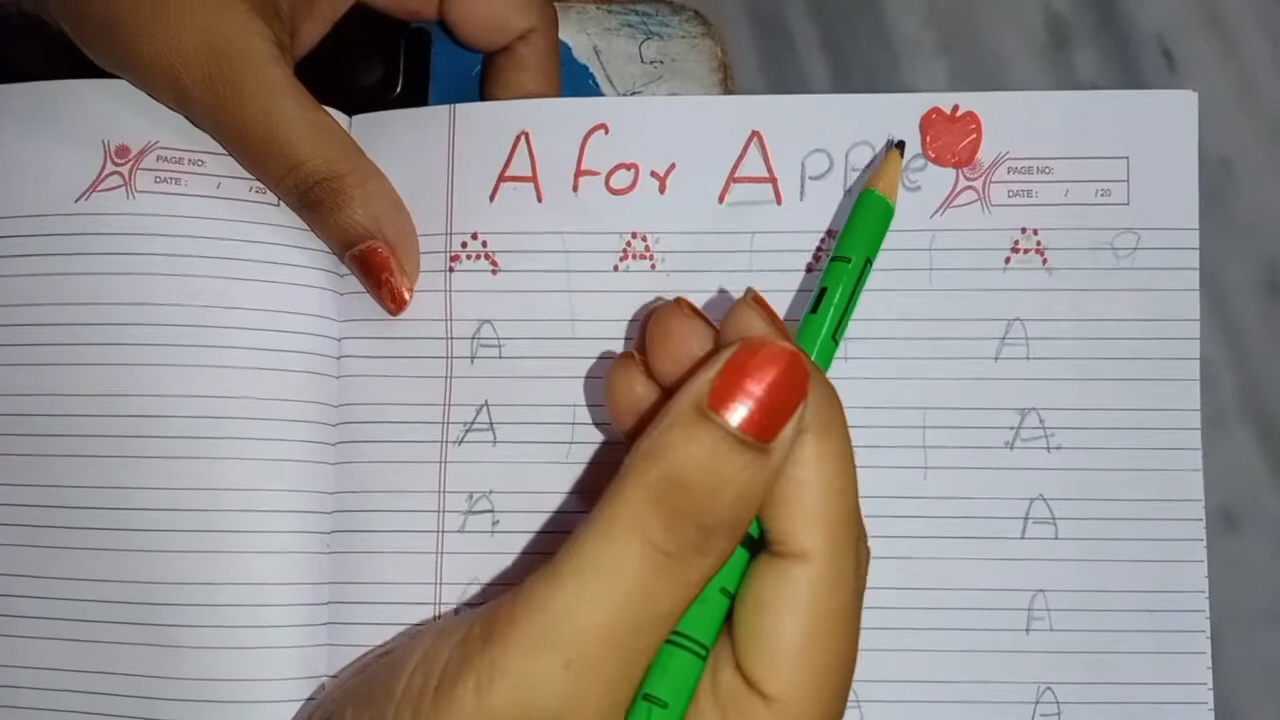 PAGE NO:
DATE : / / 20
A for Apple
PAGE NO:
DATE : / / 20
A A A A
A A
A A
A A
A A
A